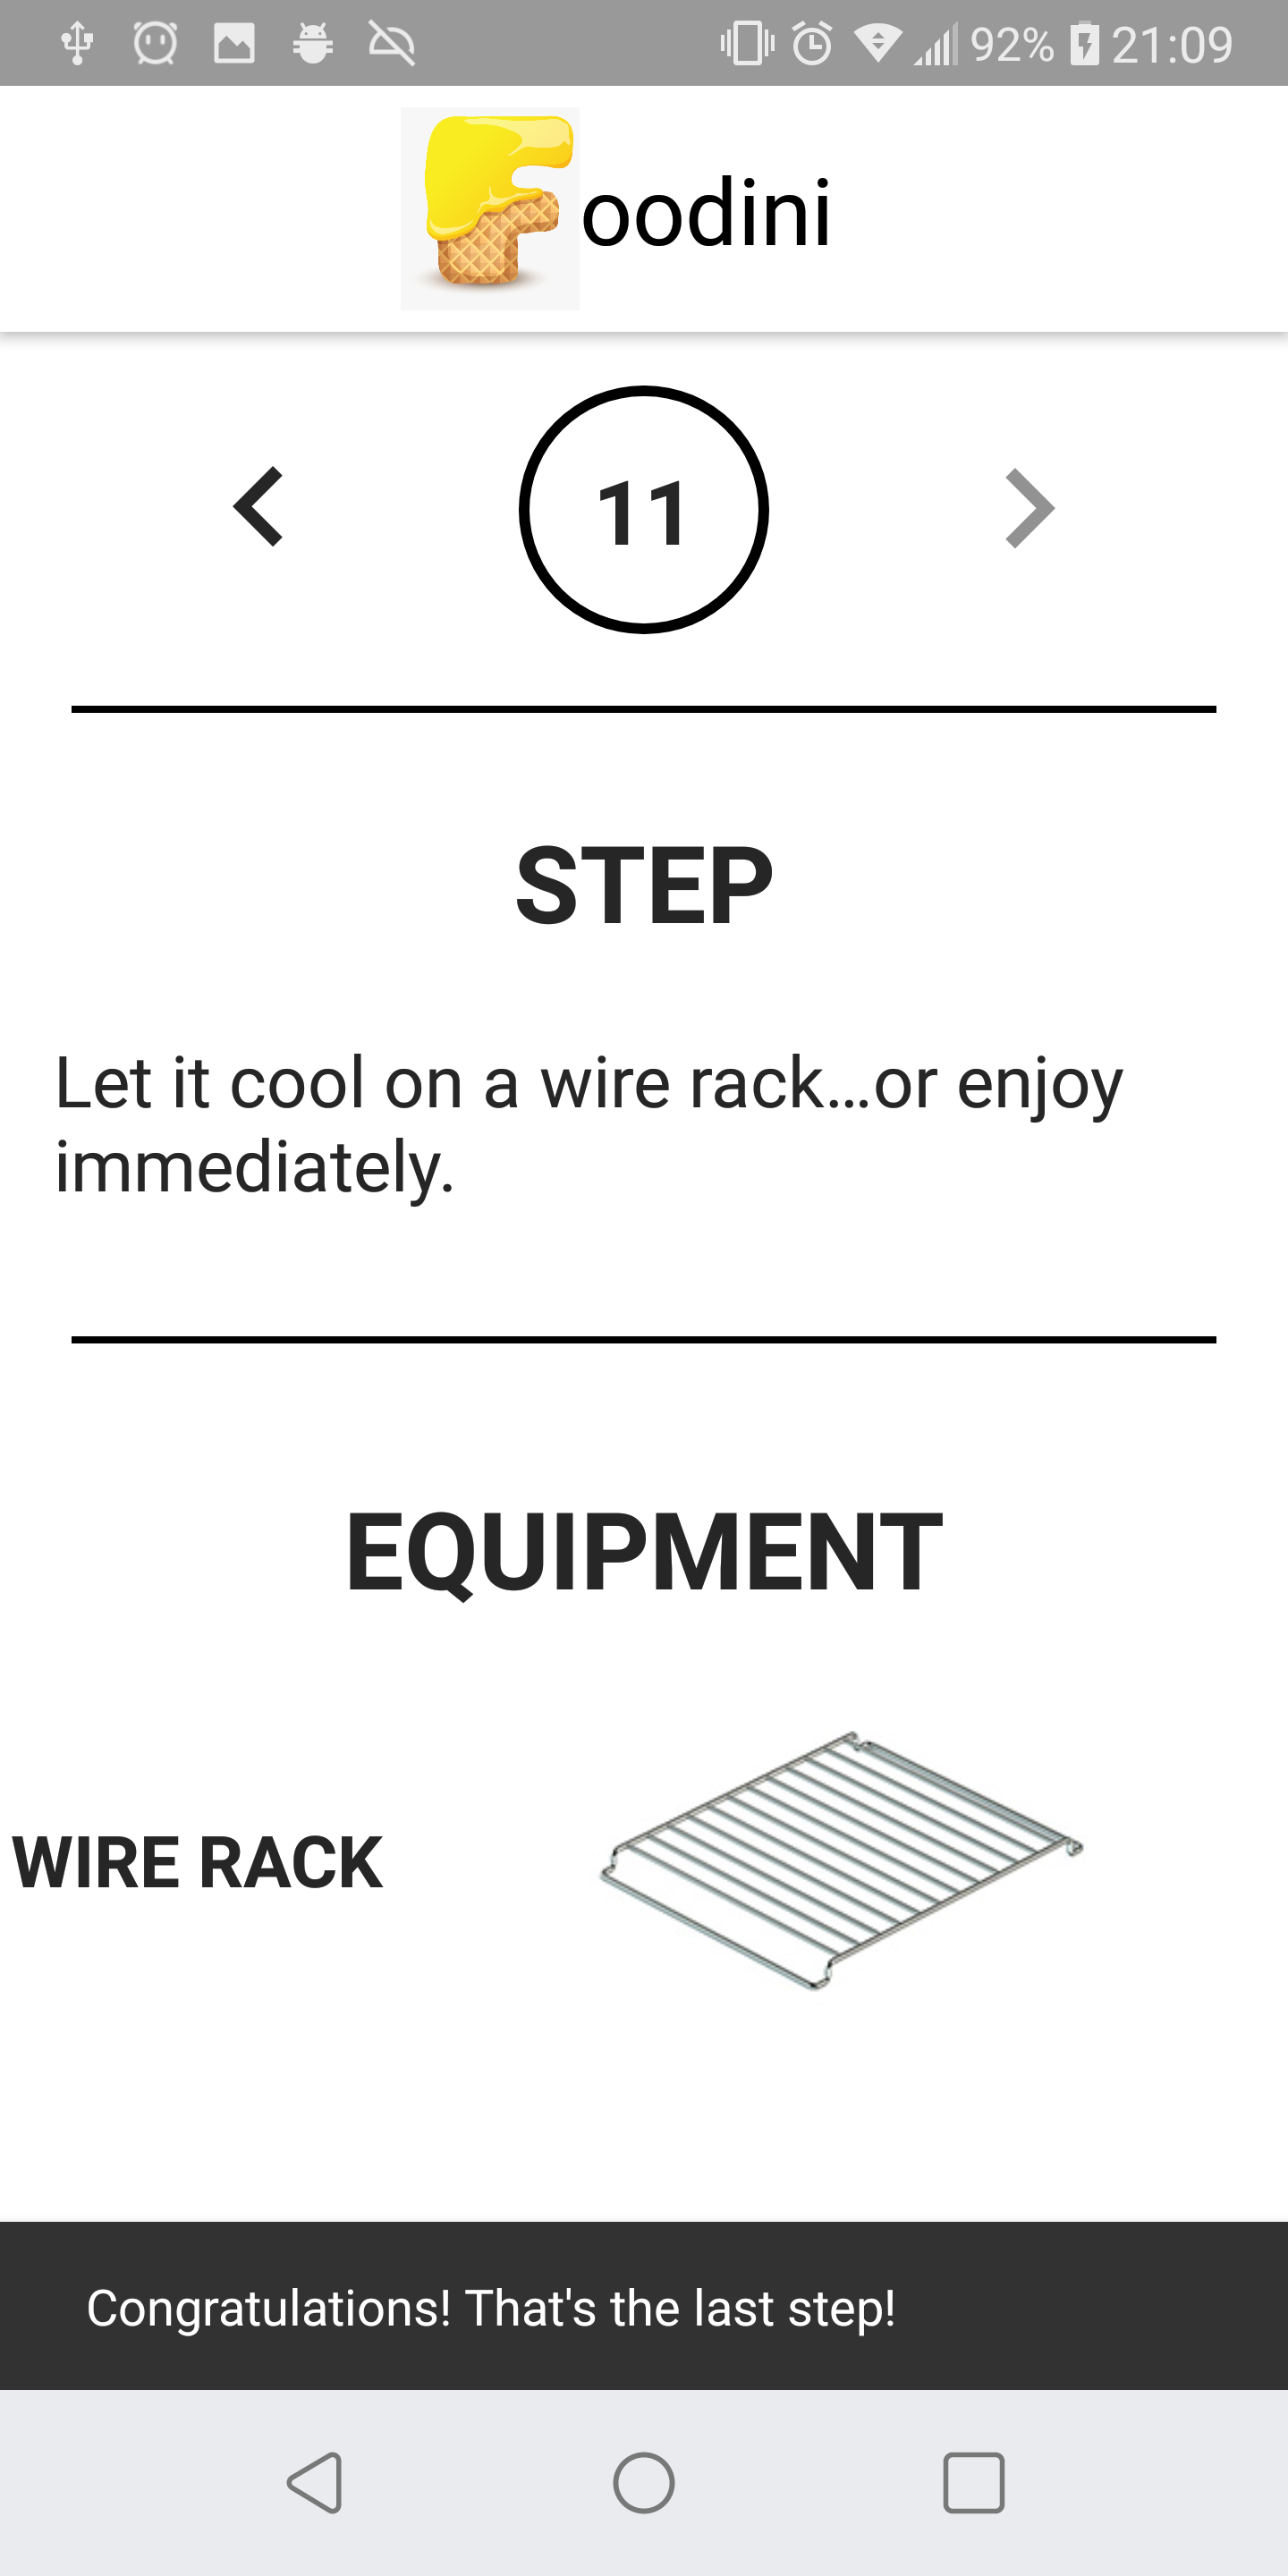 92% 21:09
Foodini
11
STEP
Let it cool on a wire rack...or enjoy
immediately.
EQUIPMENT
WIRE RACK
Congratulations! That's the last step!